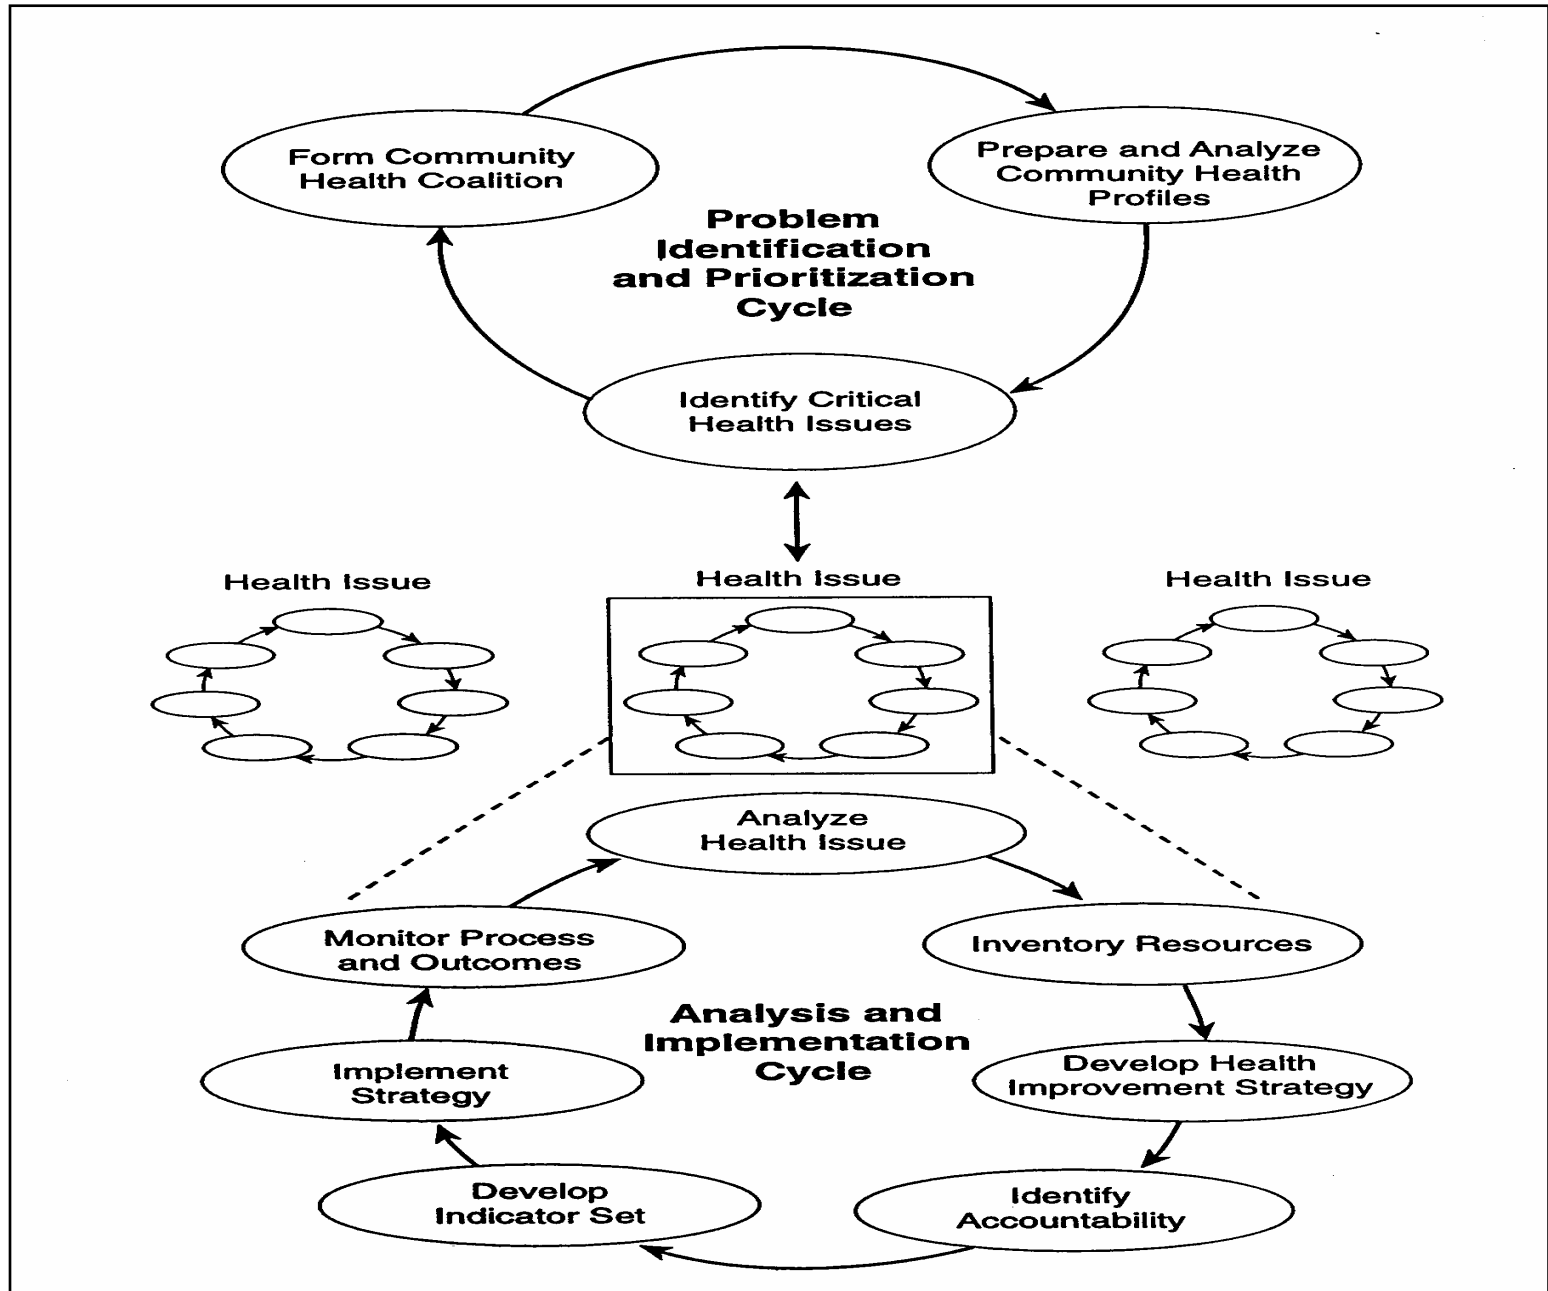 Form Community
Health Coalition
Prepare and Analyze
Community Health
Profiles
Problem
Identification
and Prioritization
Cycle
Identify Critical
Health Issues
Health Issue
Health Issue
Health Issue
Analyze
Health Issue
Monitor Process
and Outcomes
Inventory Resources
Analysis and
Implementation
Cycle
Implement
Strategy
Develop Health
Improvement Strategy
Develop
Indicator Set
Identify
Accountability